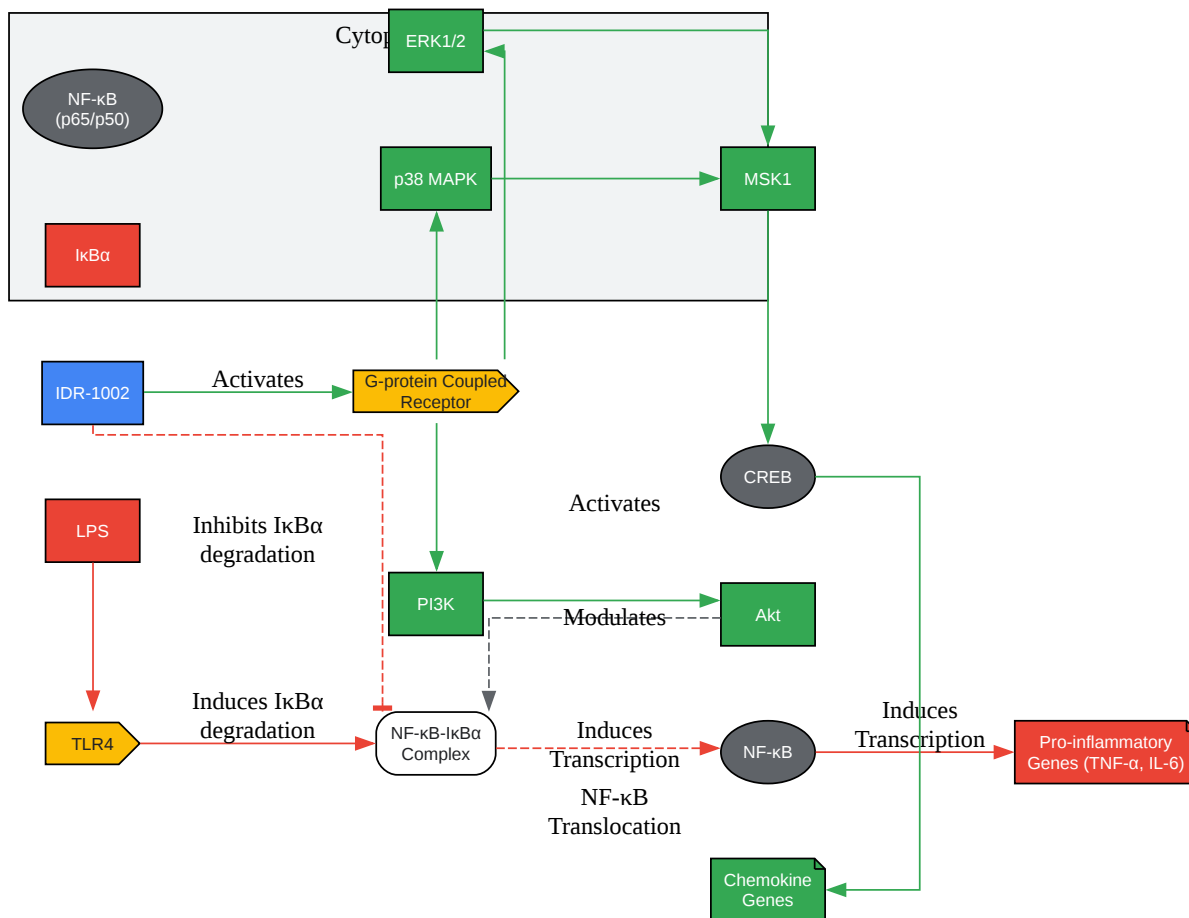 ERK1/2
NF-κB
(p65/p50)
p38 MAPK
MSK1
IκBα
IDR-1002
Activates
G-protein Coupled
Receptor
CREB
Activates
LPS
Inhibits IκBα
degradation
PI3K
Akt
Modulates
Induces IκBα
degradation
TLR4
NF-κB-IκBα
Complex
Induces
Transcription
NF-κB
Translocation
NF-κB
Induces
Transcription
Pro-inflammatory
Genes (TNF-α, IL-6)
Chemokine
Genes